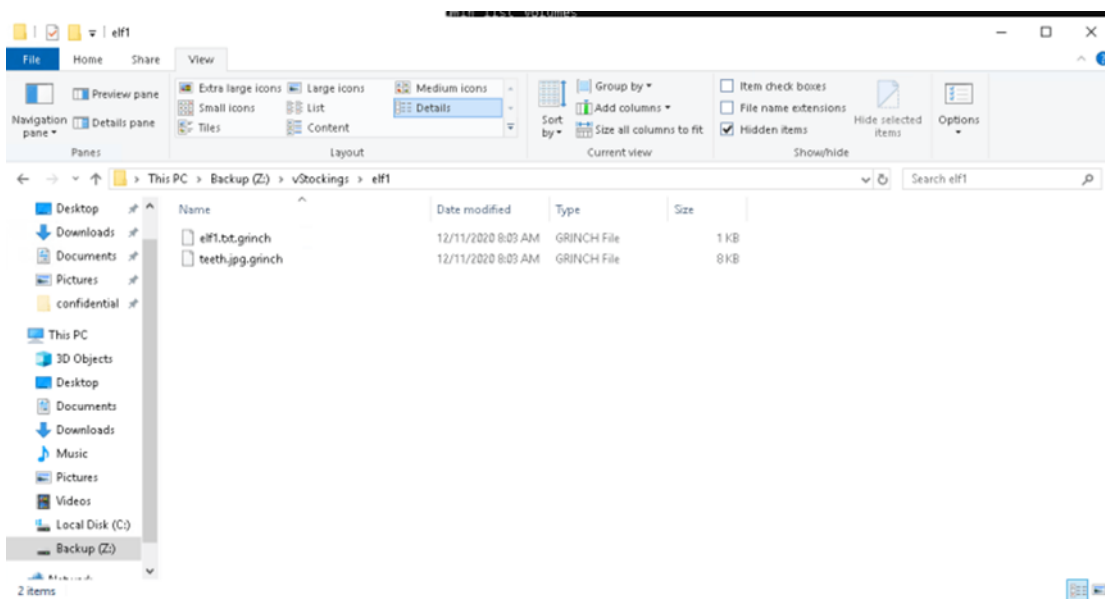 elf1
File Home Share View
Navigation pane
Preview pane
Details pane
Panes
Extra large icons Large icons Medium icons
Small icons List Details
Tiles Content
Layout
Sort by
Group by
Add columns
Size all columns to fit
Current view
Item check boxes
File name extensions
Hidden items
Hide selected items
Show/hide
Options
This PC > Backup (Z:) > vStockings > elf1
Search elf1
Name Date modified Type Size
elf1.txt.grinch 12/11/2020 8:03 AM GRINCH File 1 KB
teeth.jpg.grinch 12/11/2020 8:03 AM GRINCH File 8 KB
Desktop
Downloads
Documents
Pictures
confidential
This PC
3D Objects
Desktop
Documents
Downloads
Music
Pictures
Videos
Local Disk (C:)
Backup (Z:)
2 items